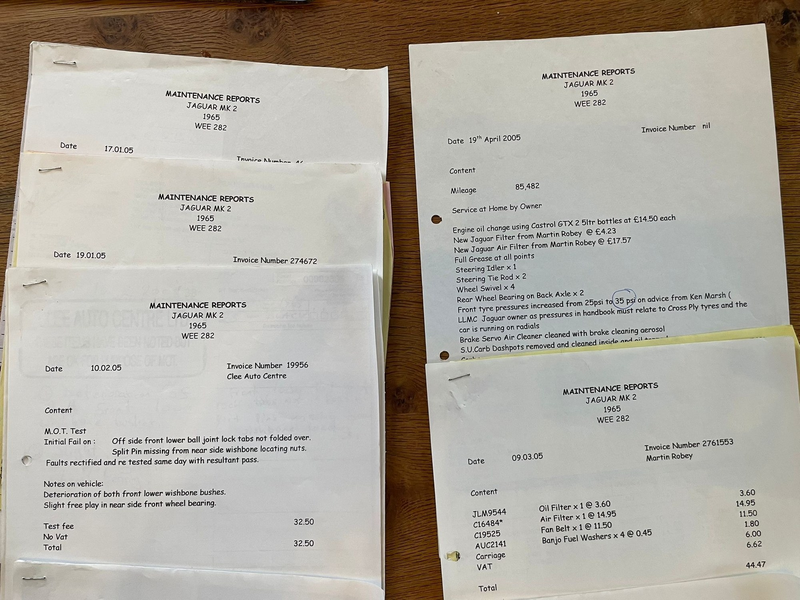 MAINTENANCE REPORTS
JAGUAR MK 2
1965
WEE 282
Date 17.01.05
Invoice Number
MAINTENANCE REPORTS
JAGUAR MK 2
1965
WEE 282
Date 19.01.05
Invoice Number 274672
MAINTENANCE REPORTS
JAGUAR MK 2
1965
WEE 282
Date 10.02.05
Invoice Number 19956
Clee Auto Centre
Content
M.O.T. Test
Initial Fail on : Off side front lower ball joint lock tabs not folded over.
Split Pin missing from near side wishbone locating nuts.
Faults rectified and re tested same day with resultant pass.
Notes on vehicle:
Deterioration of both front lower wishbone bushes.
Slight free play in near side front wheel bearing.
Test fee 32.50
No Vat
Total 32.50
MAINTENANCE REPORTS
JAGUAR MK 2
1965
WEE 282
Date 19th April 2005
Invoice Number nil
Content
Mileage 85,482
Service at Home by Owner
Engine oil change using Castrol GTX 2 5ltr bottles at £14.50 each
New Jaguar Filter from Martin Robey @ £4.23
New Jaguar Air Filter from Martin Robey @ £17.57
Full Grease at all points
Steering Idler x 1
Steering Tie Rod x 2
Wheel Swivel x 4
Rear Wheel Bearing on Back Axle x 2
Front tyre pressures increased from 25psi to 35 psi on advice from Ken Marsh (
LLMC Jaguar owner as pressures in handbook must relate to Cross Ply tyres and the
car is running on radials
Brake Servo Air Cleaner cleaned with brake cleaning aerosol
S.U.Carb Dashpots removed and cleaned inside and oil
MAINTENANCE REPORTS
JAGUAR MK 2
1965
WEE 282
Date 09.03.05
Invoice Number 2761553
Martin Robey
Content
JLM9544 Oil Filter x 1 @ 3.60 3.60
C16484* Air Filter x 1 @ 14.95 14.95
C19525 Fan Belt x 1 @ 11.50 11.50
AUC2141 Banjo Fuel Washers x 4 @ 0.45 1.80
Carriage 6.00
VAT 6.62
Total 44.47